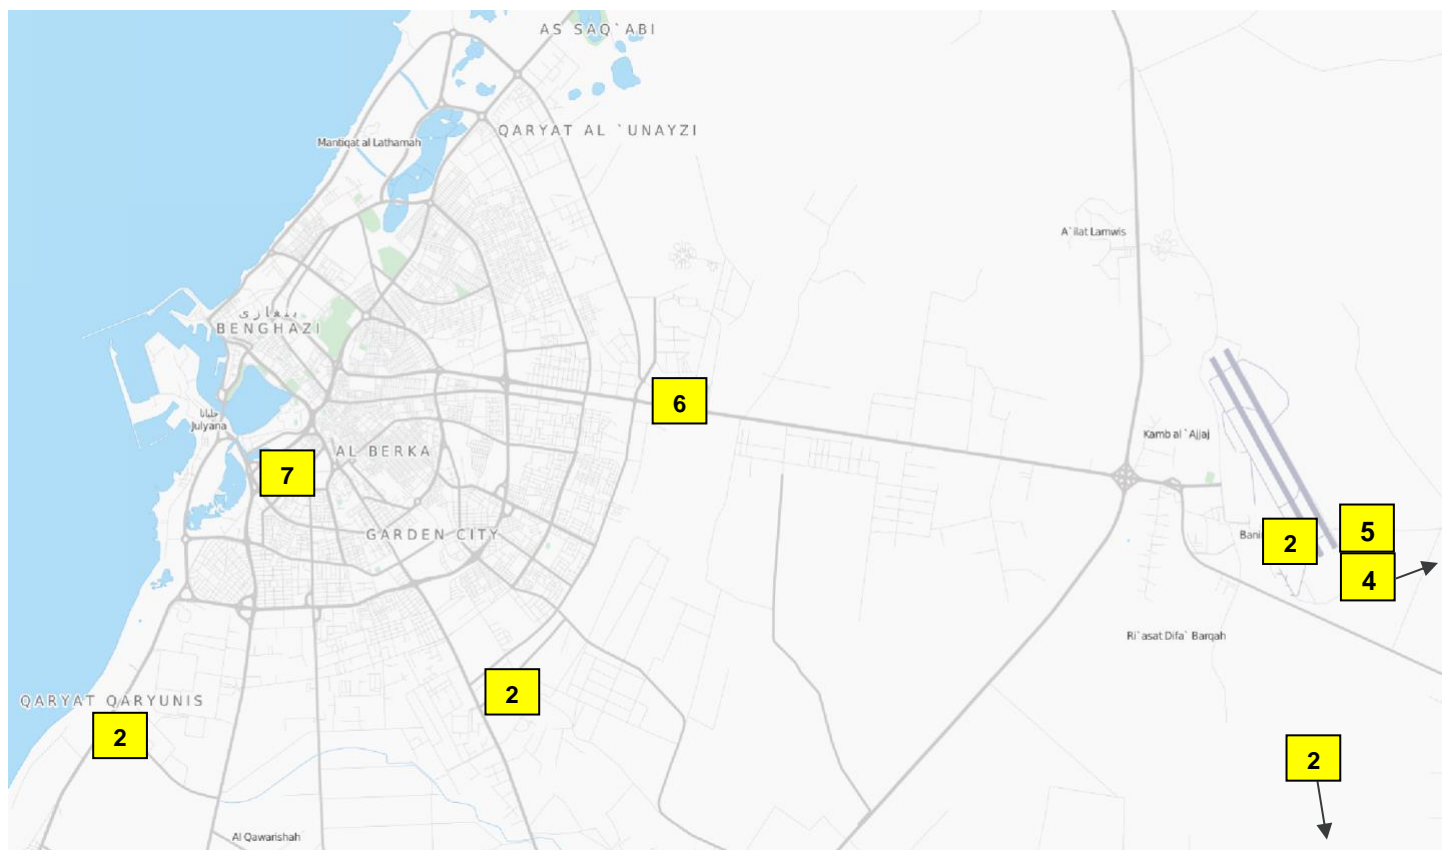 AS SAQ`ABI
QARYAT AL `UNAYZI
Mantiqat al Lathamah
A`ilat Lamwis
بنغازي
BENGHAZI
6
جليانا
Julyana
Kamb al `Ajjaj
AL BERKA
7
GARDEN CITY
2
5
4
Ri`asat Difa` Barqah
2
QARYAT QARYUNIS
2
2
Al Qawarishah